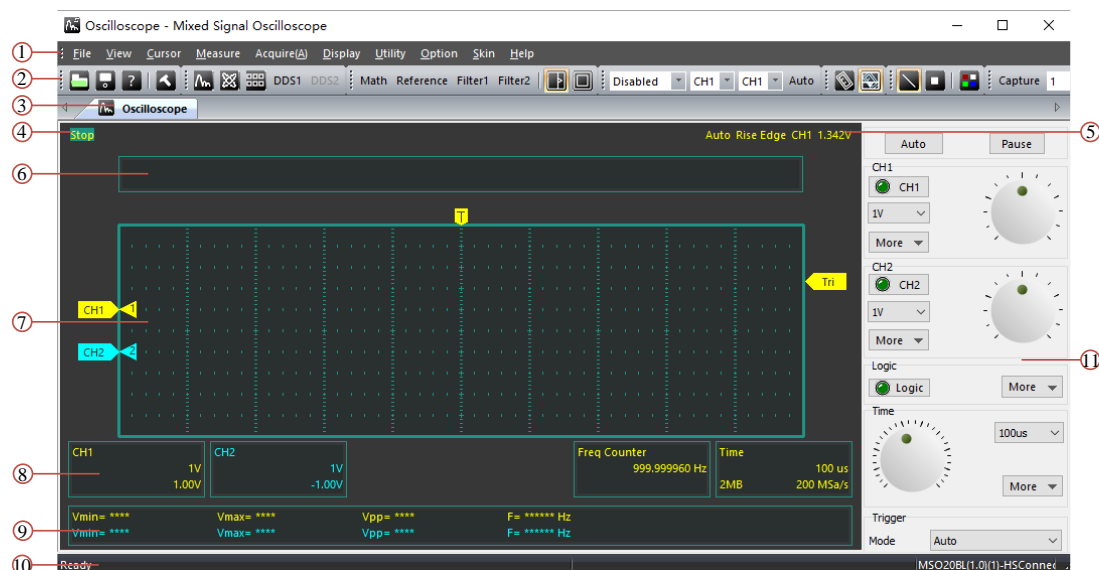 Oscilloscope - Mixed Signal Oscilloscope
① File View Cursor Measure Acquire(A) Display Utility Option Skin Help
② DDS1 DDS2 Math Reference Filter1 Filter2 Disabled CH1 CH1 Auto Capture 1
③ Oscilloscope
④ Stop Auto Rise Edge CH1 1.342V ⑤
Auto Pause
⑥
CH1
CH1
1V
More
T
CH2
CH2
1V
More
Tri
CH1 1
⑦
CH2 2
⑪
Logic
Logic More
Time
100us
More
CH1
1V
1.00V
CH2
1V
-1.00V
Freq Counter
999.999960 Hz
Time
100 us
2MB 200 MSa/s
⑧
Vmin= **** Vmax= **** Vpp= **** F= ****** Hz
⑨ Vmin= **** Vmax= **** Vpp= **** F= ****** Hz
Trigger
Mode Auto
⑩ Ready MSO20BL(1.0)(1)-HSConnec